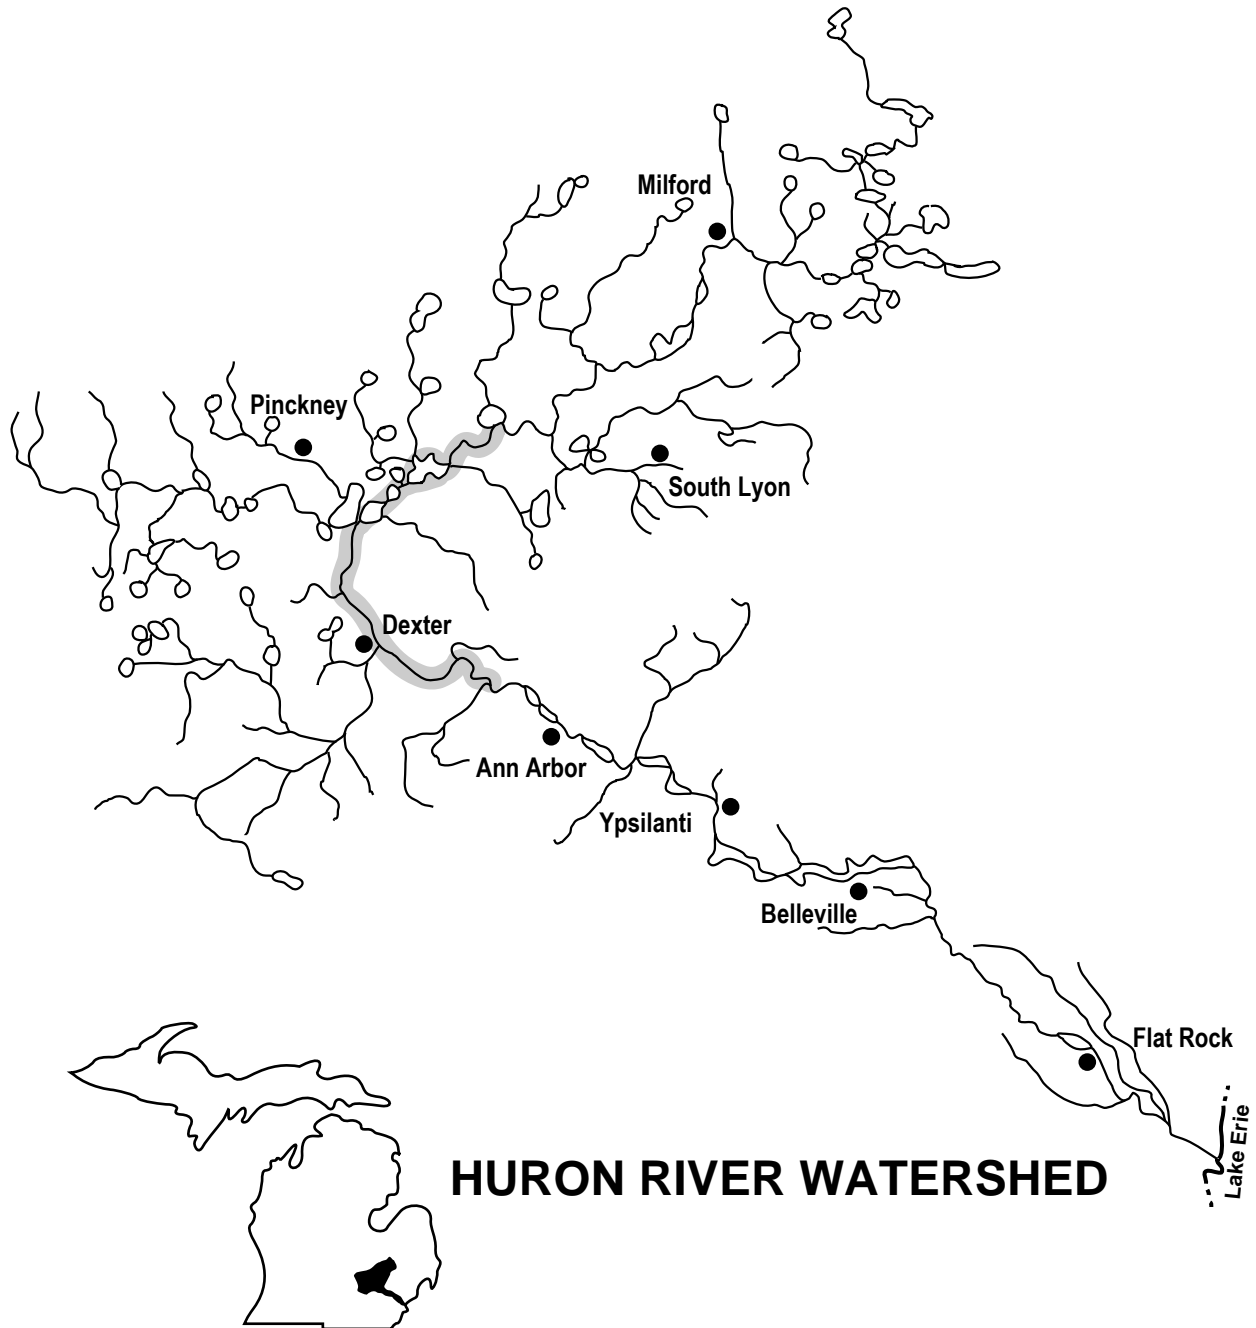 Milford
Pinckney
South Lyon
Dexter
Ann Arbor
Ypsilanti
Belleville
Flat Rock
Lake Erie
HURON RIVER WATERSHED